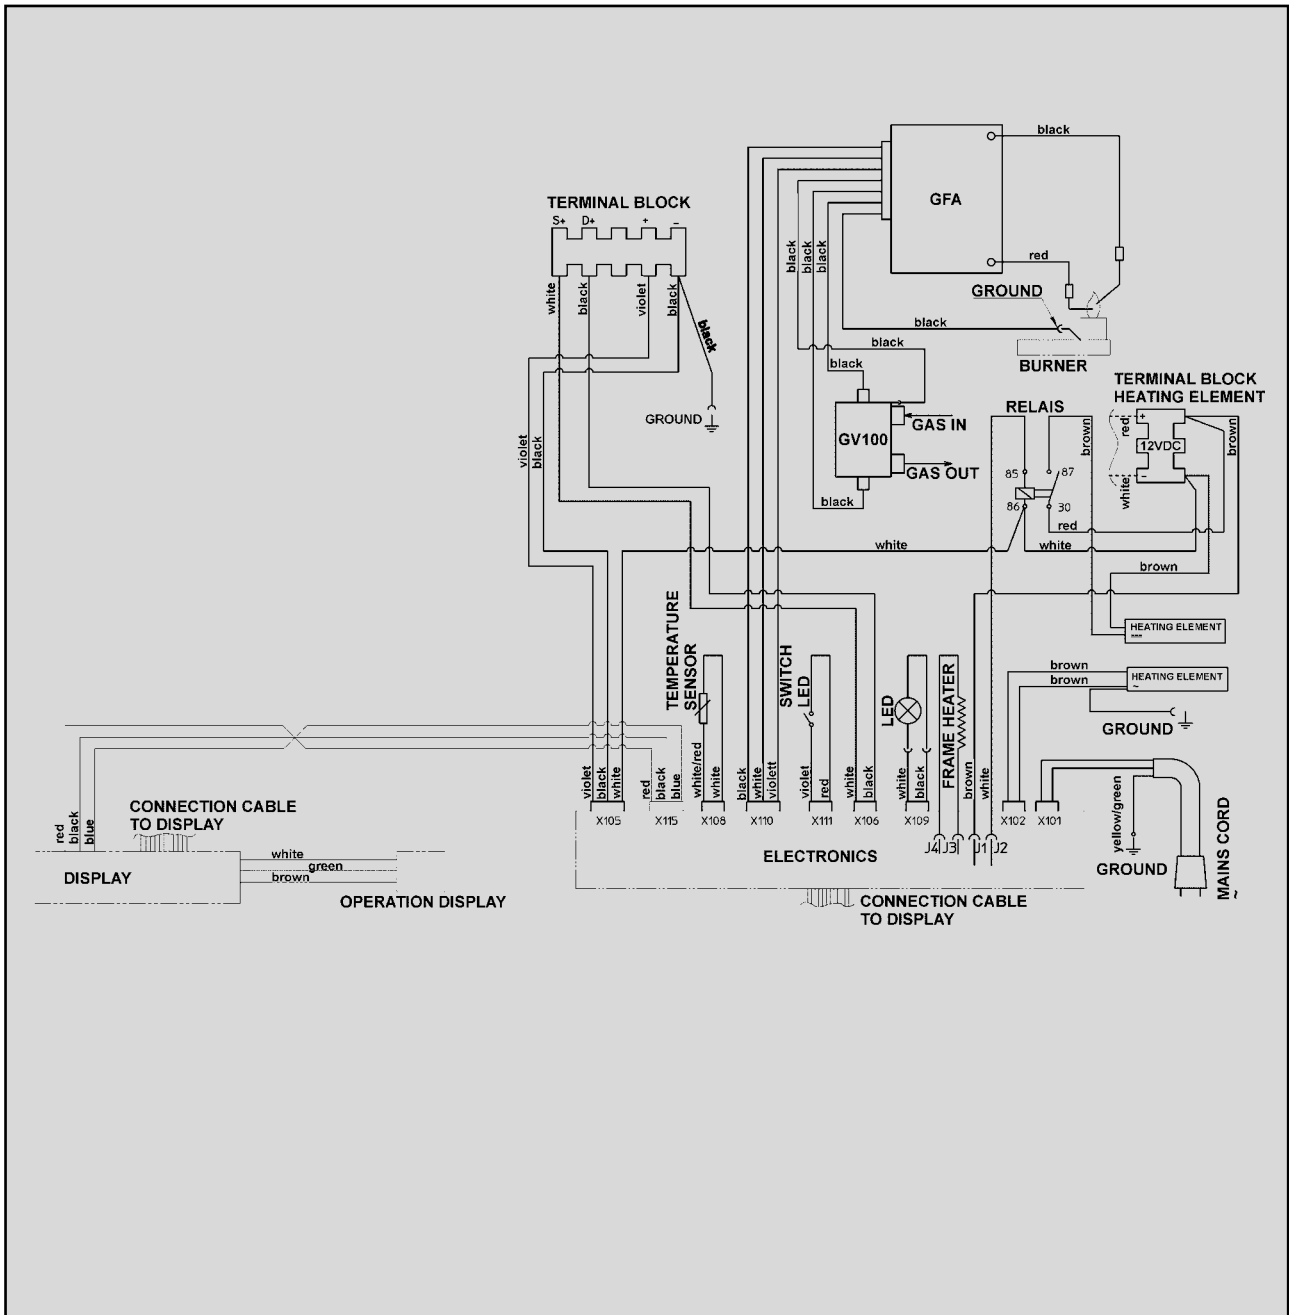 black
GFA
TERMINAL BLOCK
S+ D+ + –
red
GROUND
black
black
black
white
black
violet
black
black
black
black
black
BURNER
TERMINAL BLOCK
HEATING ELEMENT
RELAIS
GROUND
GV100
GAS IN
GAS OUT
+
red
12VDC
brown
brown
–
white
85
87
86
30
violet
black
black
red
white
white
brown
HEATING ELEMENT
TEMPERATURE
SENSOR
SWITCH
LED
LED
FRAME HEATER
brown
brown
HEATING ELEMENT
~
GROUND
violet
black
white
red
black
blue
white/red
white
black
white
violett
violet
red
white
black
white
black
brown
white
X105
X115
X108
X110
X111
X106
X109
X102
X101
J4
J3
J1
J2
yellow/green
GROUND
MAINS CORD
~
ELECTRONICS
CONNECTION CABLE
TO DISPLAY
red
black
blue
CONNECTION CABLE
TO DISPLAY
DISPLAY
white
green
brown
OPERATION DISPLAY